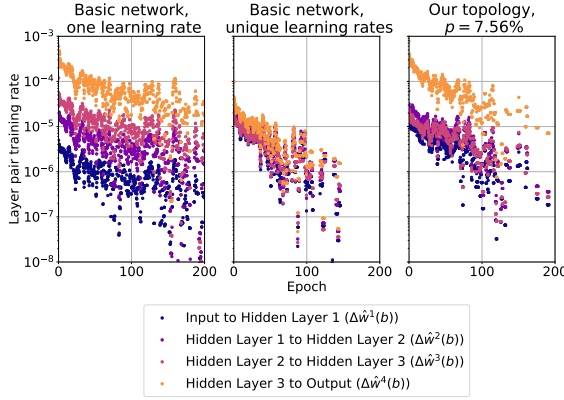 Basic network,
one learning rate
Basic network,
unique learning rates
Our topology,
p = 7.56%
Layer pair training rate
10⁻³
10⁻⁴
10⁻⁵
10⁻⁶
10⁻⁷
10⁻⁸
0 100 200
0 100 200
0 100 200
Epoch
Input to Hidden Layer 1 (Δŵ¹(b))
Hidden Layer 1 to Hidden Layer 2 (Δŵ²(b))
Hidden Layer 2 to Hidden Layer 3 (Δŵ³(b))
Hidden Layer 3 to Output (Δŵ⁴(b))